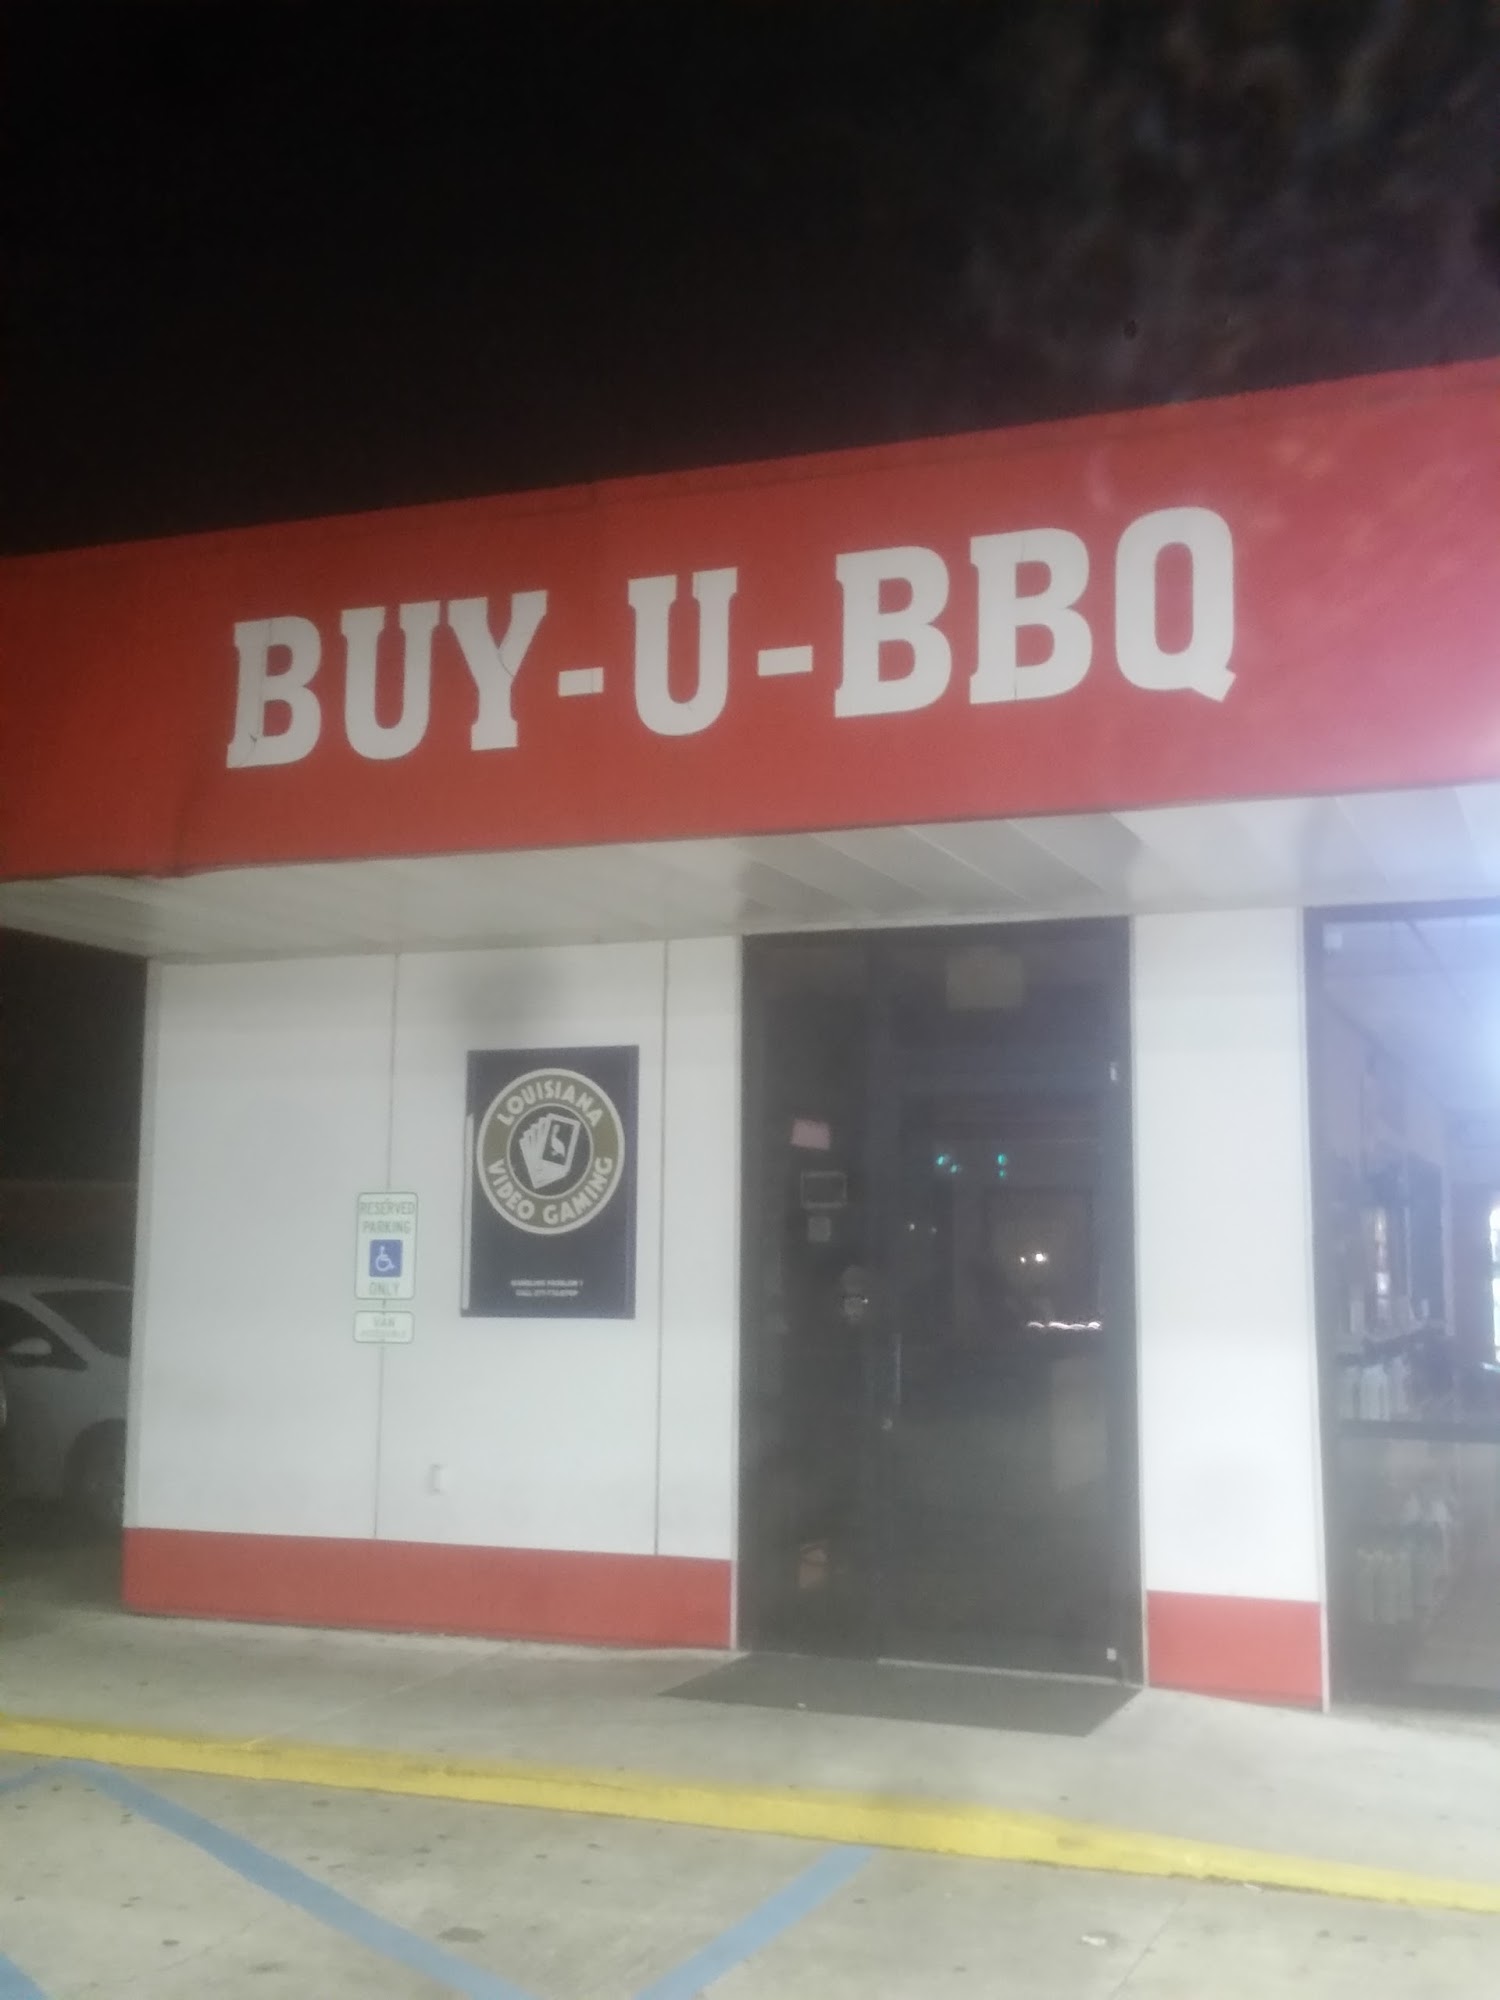 BUY-U-BBQ
LOUISIANA
VIDEO GAMING
RESERVED
PARKING
ONLY
VAN